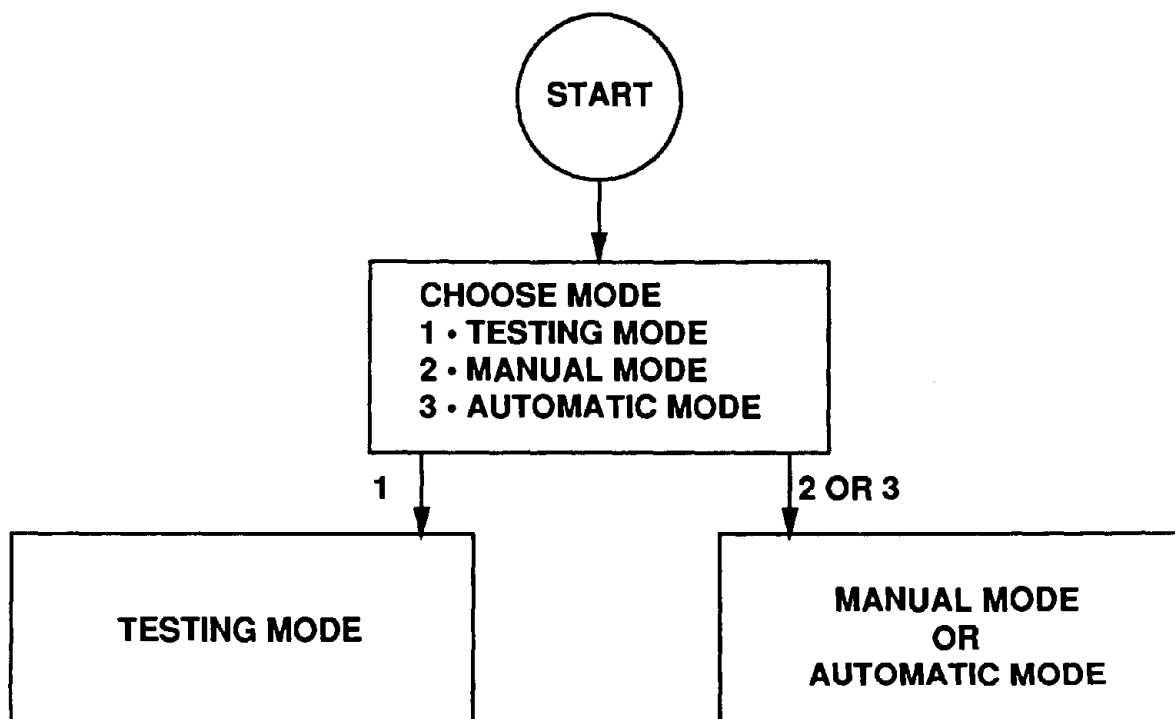 START
CHOOSE MODE
1 • TESTING MODE
2 • MANUAL MODE
3 • AUTOMATIC MODE
1
2 OR 3
TESTING MODE
MANUAL MODE
OR
AUTOMATIC MODE